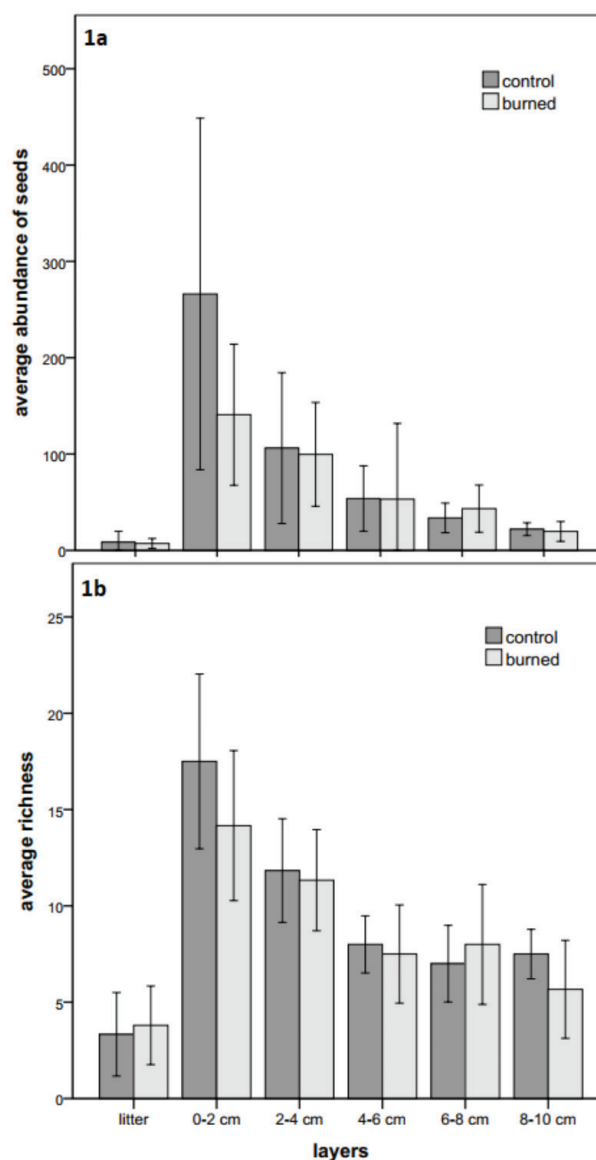 1a
control
burned
average abundance of seeds
500
400
300
200
100
0
1b
control
burned
average richness
25
20
15
10
5
0
litter 0-2 cm 2-4 cm 4-6 cm 6-8 cm 8-10 cm
layers